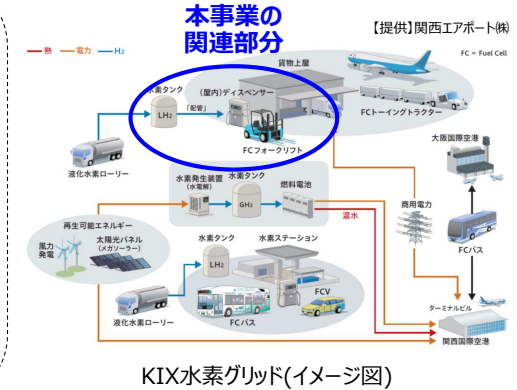 本事業の
関連部分
【提供】関西エアポート㈱
熱 電力 H₂
FC = Fuel Cell
貨物上屋
水素タンク
(屋内)ディスペンサー
「配管」
LH₂
FCフォークリフト
FCトーイングトラクター
液化水素ローリー
大阪国際空港
水素発生装置
(水電解)
水素タンク
燃料電池
GH₂
温水
商用電力
FCバス
再生可能エネルギー
風力
発電
太陽光パネル
(メガソーラー)
水素タンク
水素ステーション
LH₂
FCV
FCバス
液化水素ローリー
ターミナルビル
関西国際空港
KIX水素グリッド(イメージ図)